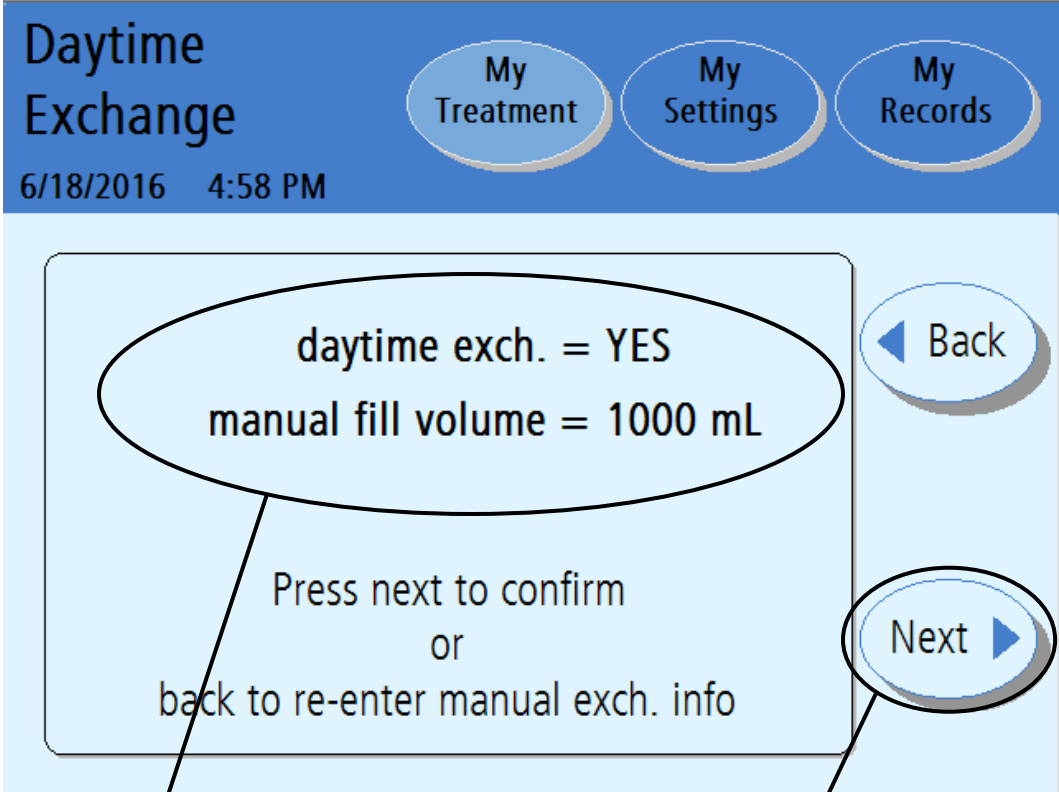 Daytime
Exchange
6/18/2016 4:58 PM
My
Treatment
My
Settings
My
Records
daytime exch. = YES
manual fill volume = 1000 mL
Back
Press next to confirm
or
back to re-enter manual exch. info
Next